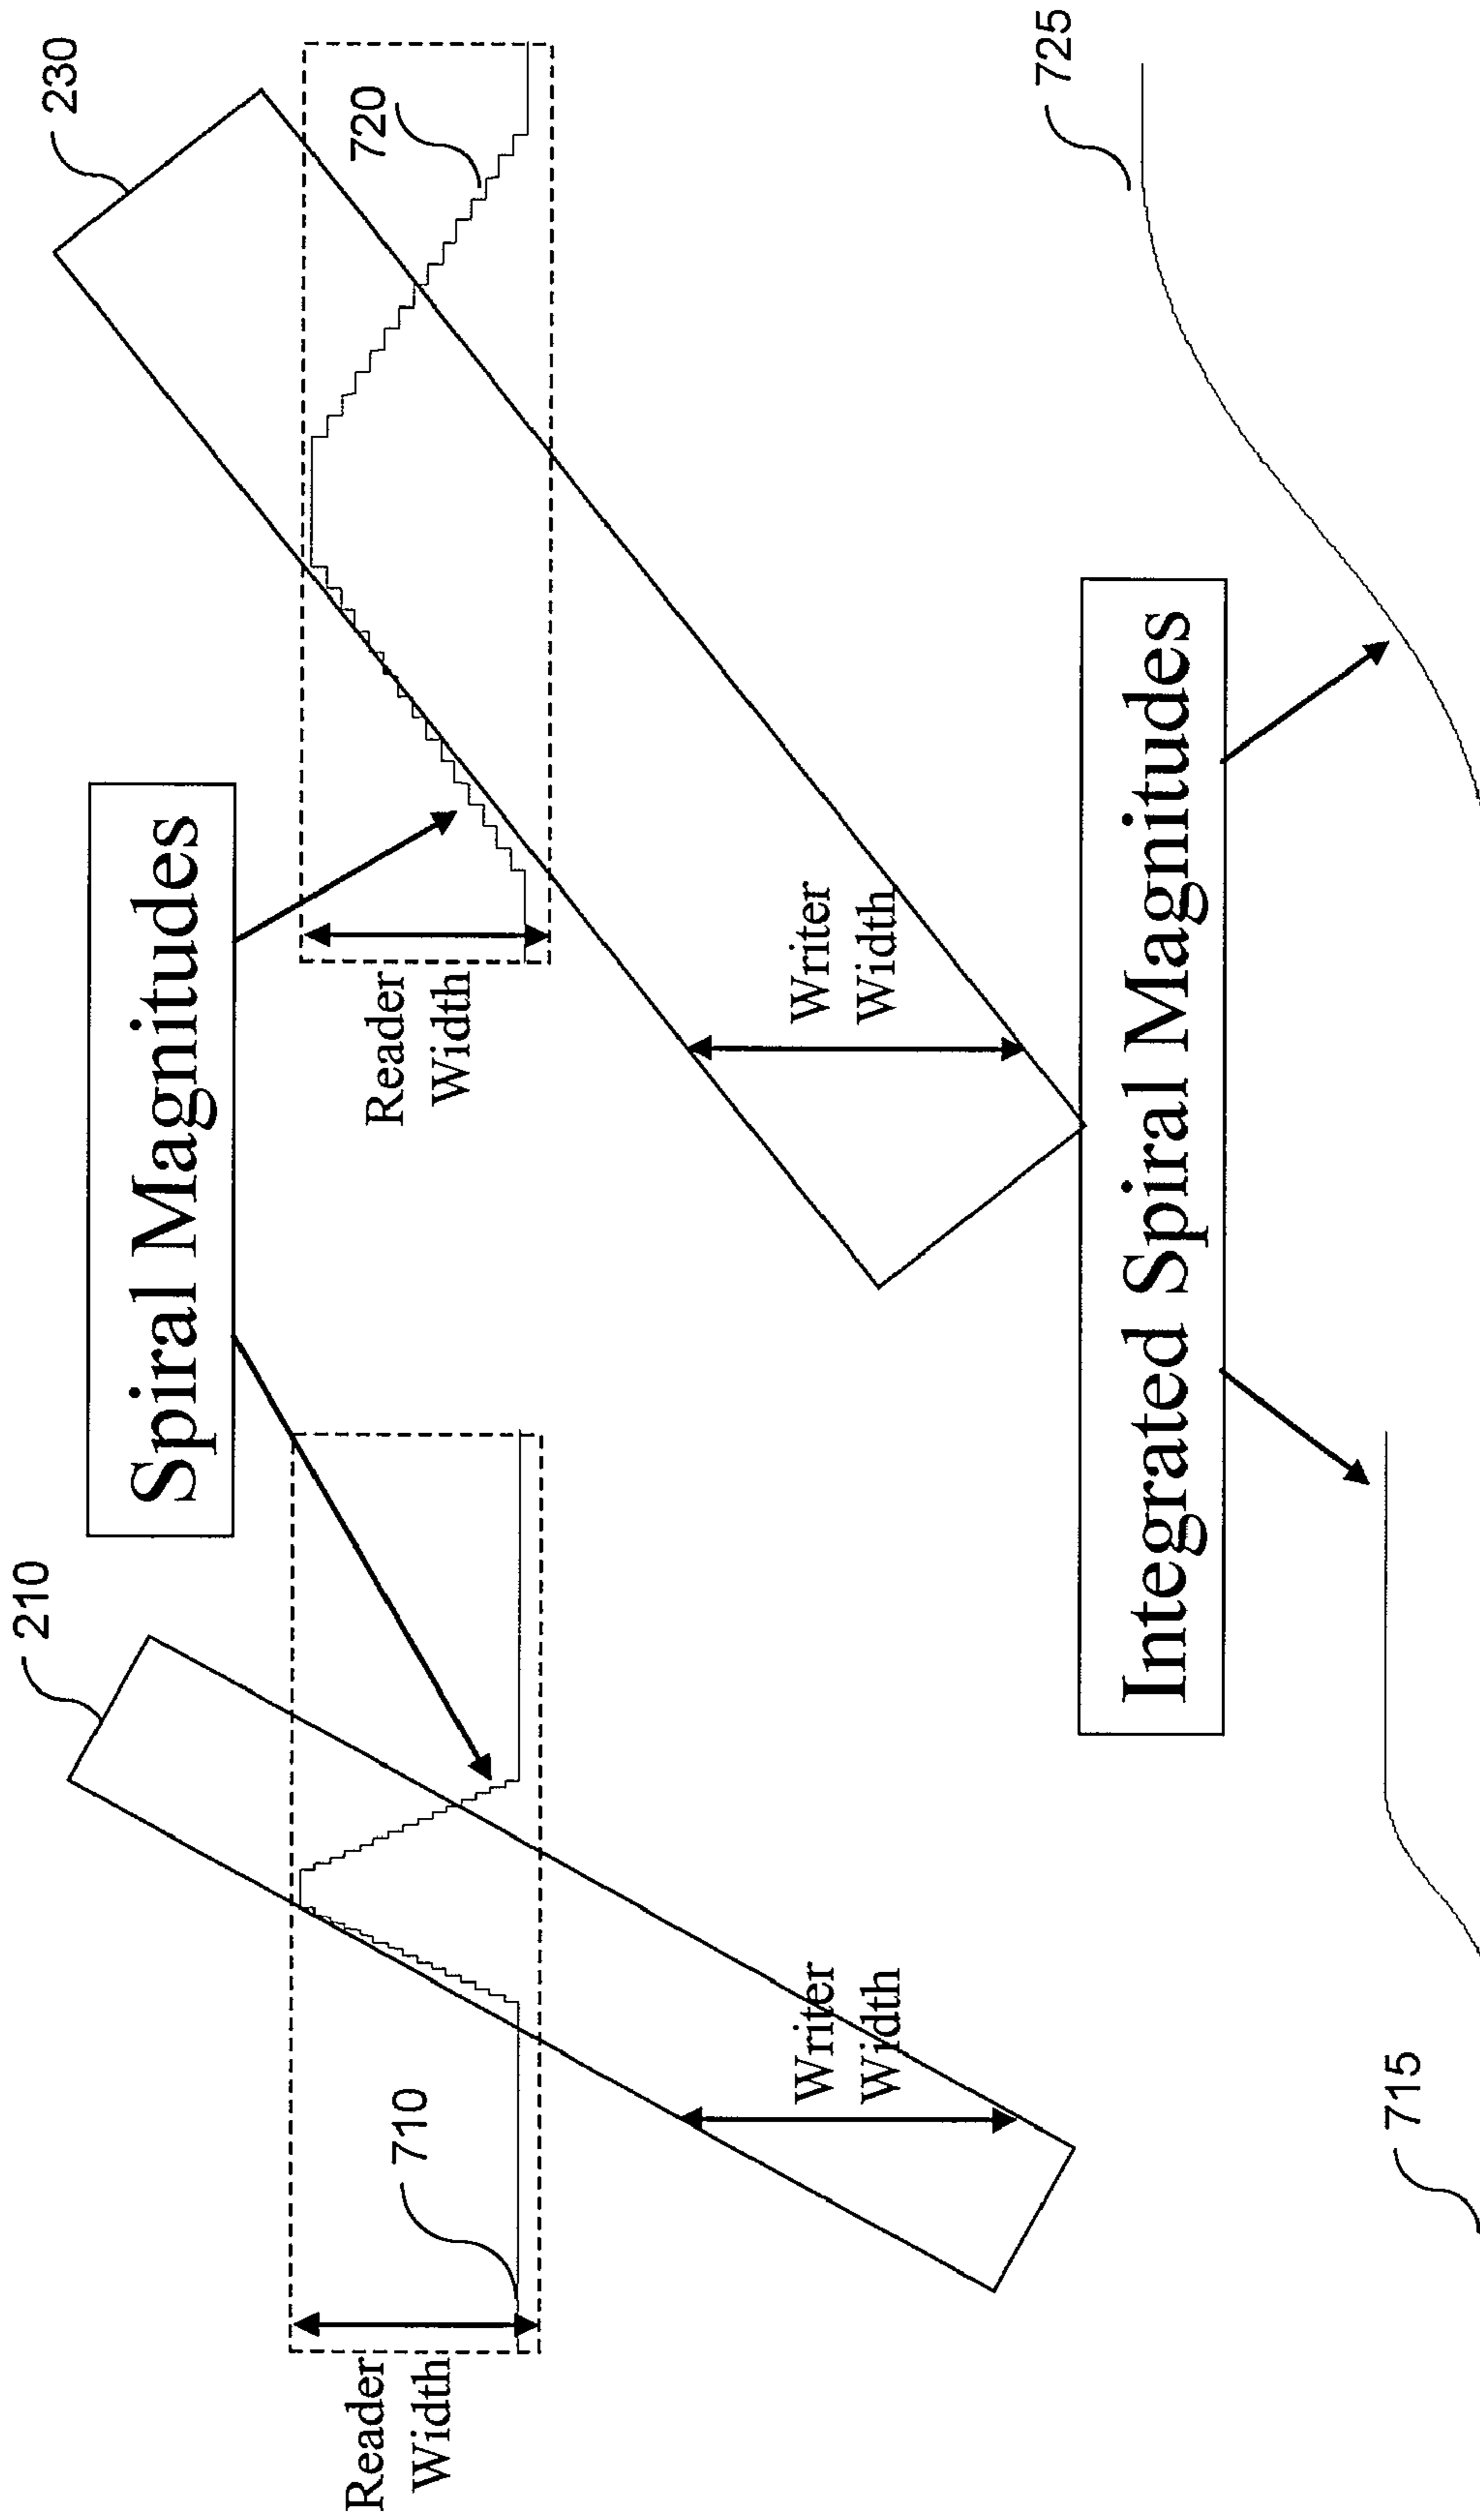 210
230
Spiral Magnitudes
720
710
Reader
Width
Reader
Width
Writer
Width
Writer
Width
Integrated Spiral Magnitudes
725
715